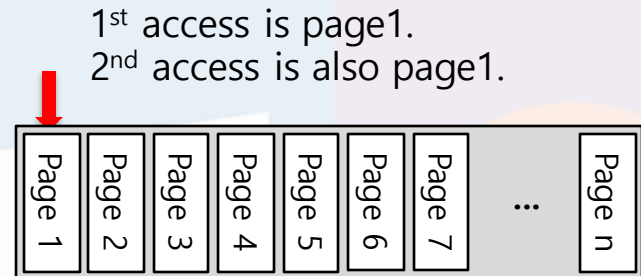 1st access is page1.
2nd access is also page1.
Page 1
Page 2
Page 3
Page 4
Page 5
Page 6
Page 7
...
Page n